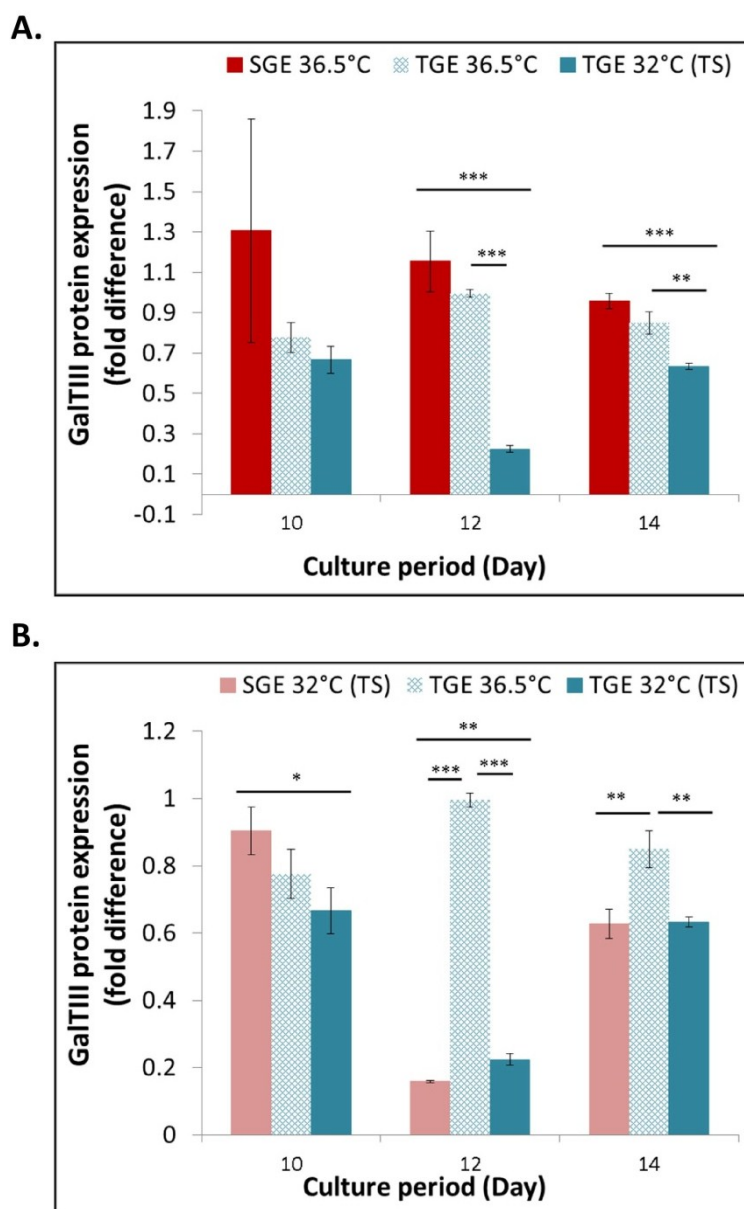 A.
SGE 36.5°C TGE 36.5°C TGE 32°C (TS)
GalTIII protein expression
(fold difference)
1.9
1.7
1.5
1.3
1.1
0.9
0.7
0.5
0.3
0.1
-0.1
***
***
***
**
10 12 14
Culture period (Day)
B.
SGE 32°C (TS) TGE 36.5°C TGE 32°C (TS)
GalTIII protein expression
(fold difference)
1.2
1
0.8
0.6
0.4
0.2
0
*
**
*** ***
** **
10 12 14
Culture period (Day)